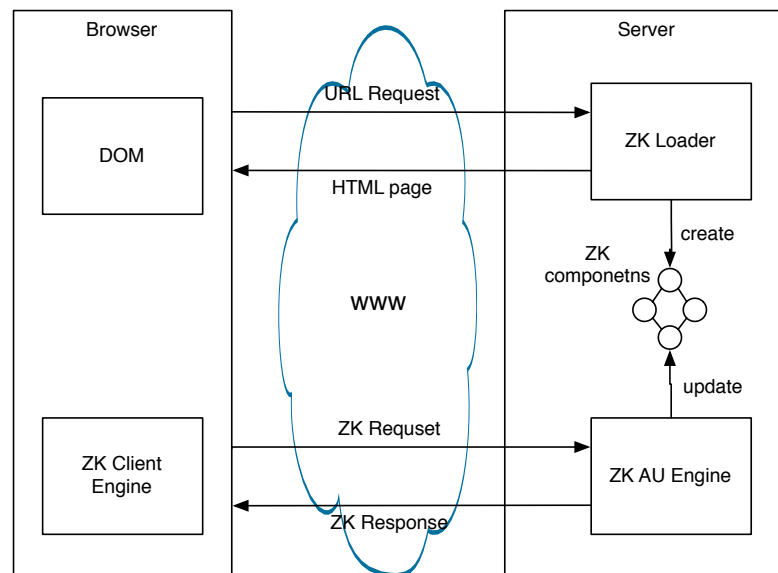 Browser
Server
URL Request
DOM
ZK Loader
HTML page
create
ZK
componetns
www
update
ZK Requset
ZK Client
Engine
ZK AU Engine
ZK Response